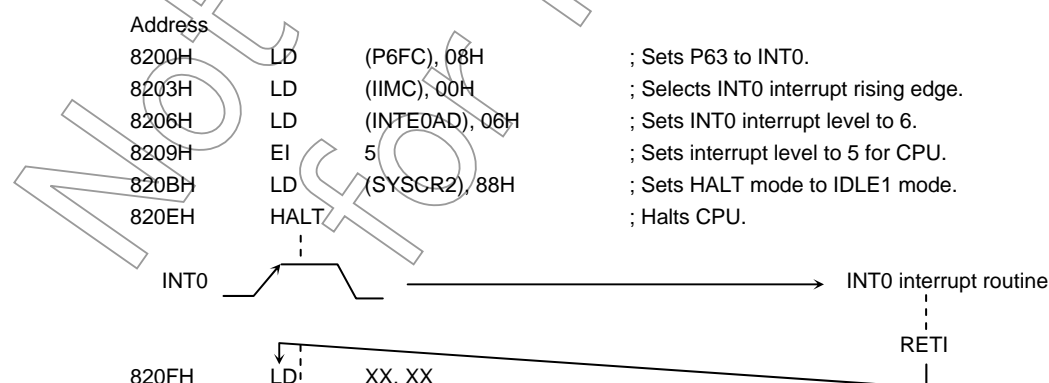 Address
8200H LD (P6FC), 08H ; Sets P63 to INT0.
8203H LD (IIMC), 00H ; Selects INT0 interrupt rising edge.
8206H LD (INTE0AD), 06H ; Sets INT0 interrupt level to 6.
8209H EI 5 ; Sets interrupt level to 5 for CPU.
820BH LD (SYSCR2), 88H ; Sets HALT mode to IDLE1 mode.
820EH HALT ; Halts CPU.
INT0 INT0 interrupt routine
RETI
820FH LD XX, XX